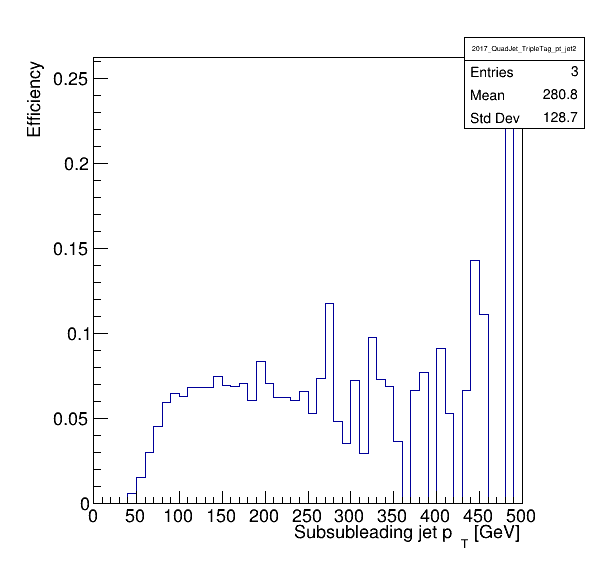 2017_QuadJet_TripleTag_pt_jet2
Entries 3
Mean 280.8
Std Dev 128.7
Efficiency
0.25
0.2
0.15
0.1
0.05
0
0 50 100 150 200 250 300 350 400 450 500
Subsubleading jet p_T [GeV]